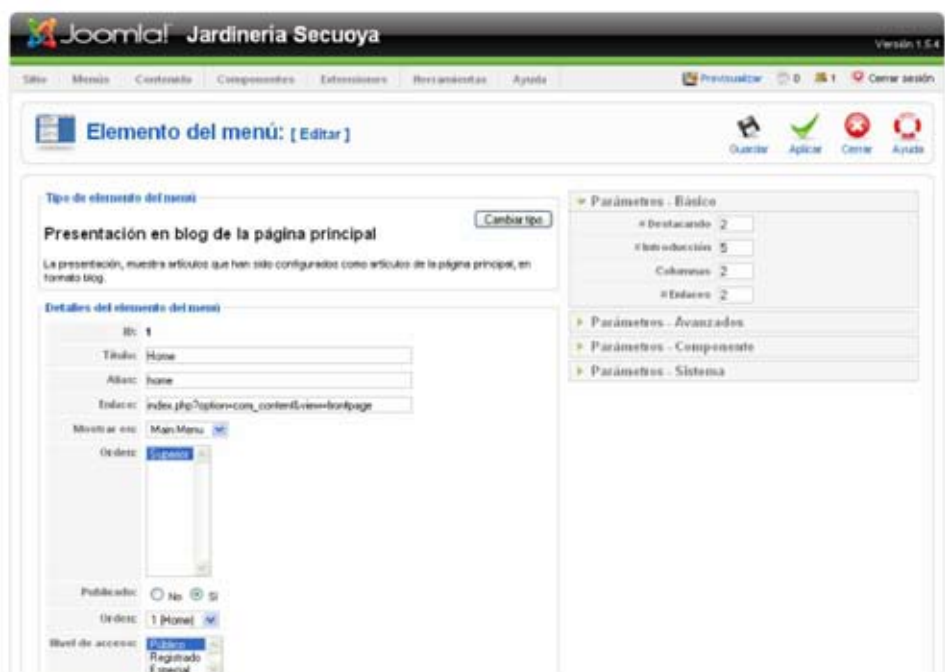 Joomla! Jardineria Secuoya
Versión 1.5.4
Sitio Menús Contenido Componentes Extensiones Herramientas Ayuda
Previsualizar 0 1 Cerrar sesión
Elemento del menú: [ Editar ]
Guardar Aplicar Cerrar Ayuda
Tipo de elemento del menú
Cambiar tipo
Presentación en blog de la página principal
La presentación, muestra artículos que han sido configurados como artículos de la página principal, en
formato blog.
Detalles del elemento del menú
ID: 1
Título: Home
Alias: home
Enlace: index.php?option=com_content&view=frontpage
Mostrar en: Main Menu
Orden: Superior
Publicado: No Sí
Orden: 1 (Home)
Nivel de acceso: Público
Registrado
Especial
Parámetros - Básico
# Destacando 2
# Introducción 5
Columnas 2
# Enlaces 2
Parámetros - Avanzados
Parámetros - Componente
Parámetros - Sistema